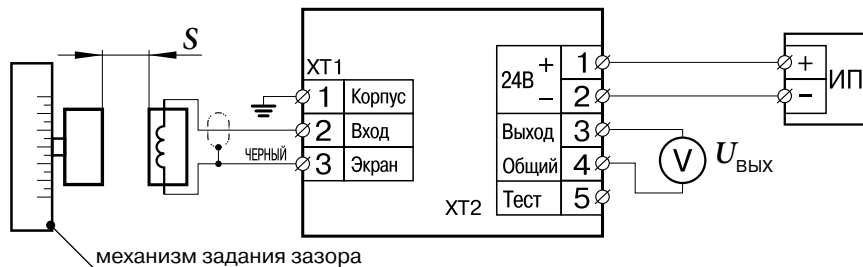 S
XT1
1 Корпус
2 Вход
3 Экран
ЧЕРНЫЙ
24В + 1
− 2
Выход 3
Общий 4
Тест 5
XT2
+
−
ИП
V
Uвых
механизм задания зазора